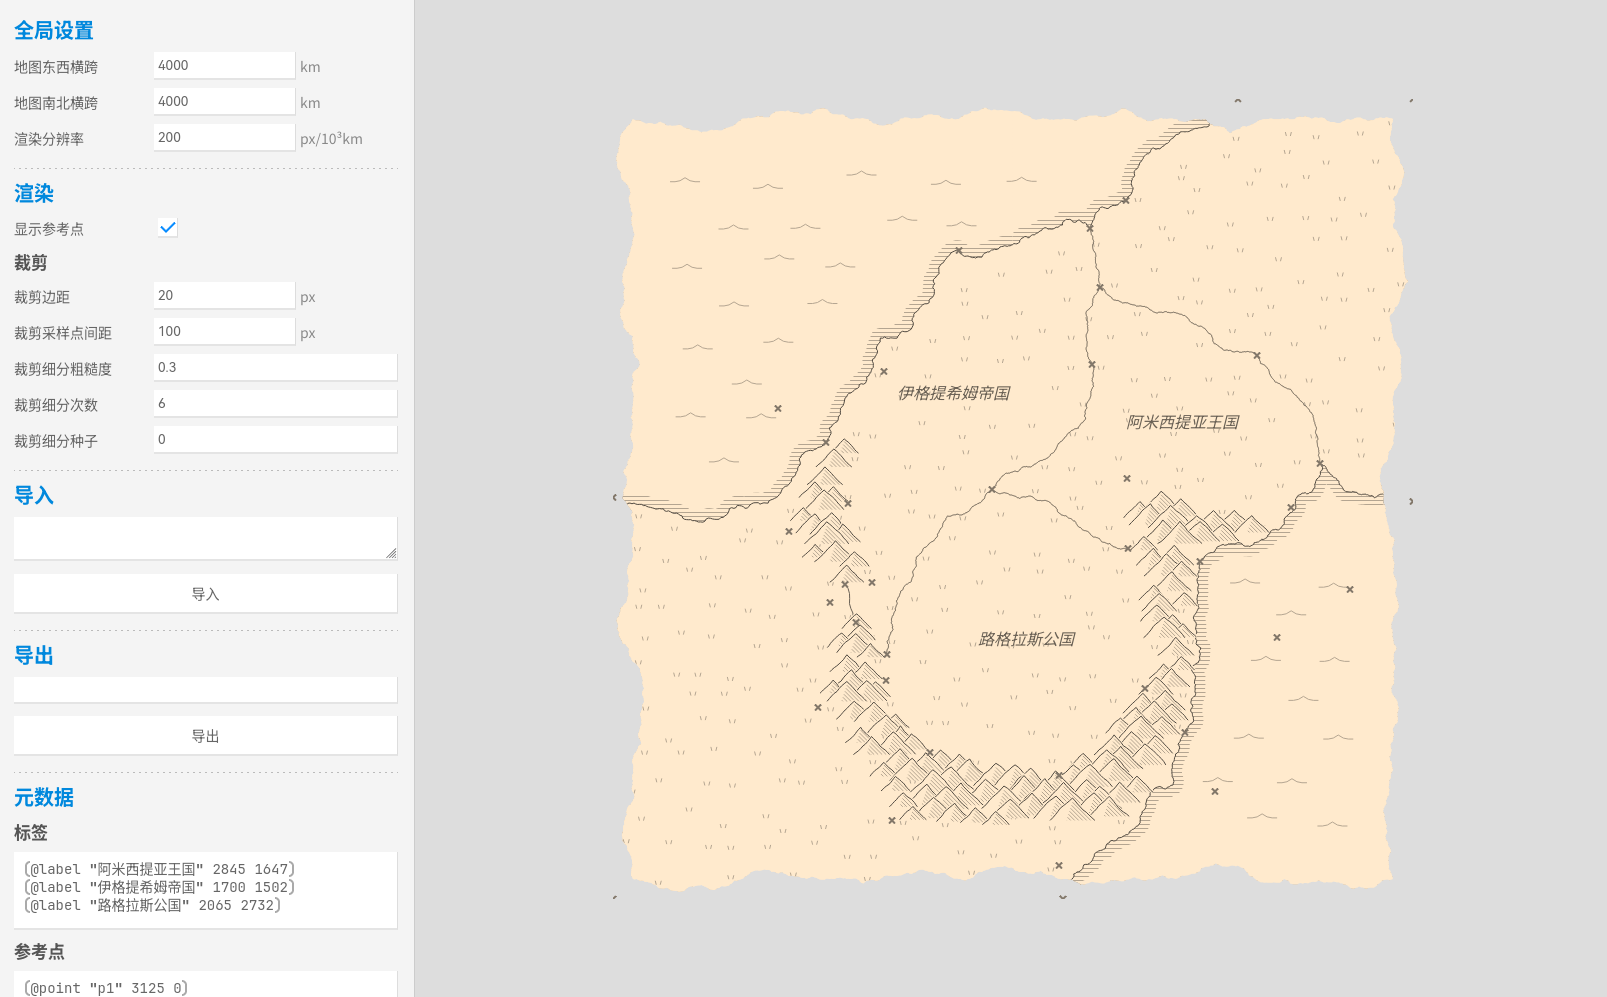 全局设置
地图东西横跨 4000 km
地图南北横跨 4000 km
渲染分辨率 200 px/10³km
渲染
显示参考点
裁剪
裁剪边距 20 px
裁剪采样点间距 100 px
裁剪细分粗糙度 0.3
裁剪细分次数 6
裁剪细分种子 0
导入
导入
导出
导出
元数据
标签
(@label "阿米西提亚王国" 2845 1647)
(@label "伊格提希姆帝国" 1700 1502)
(@label "路格拉斯公国" 2065 2732)
参考点
(@point "p1" 3125 0)
伊格提希姆帝国
阿米西提亚王国
路格拉斯公国